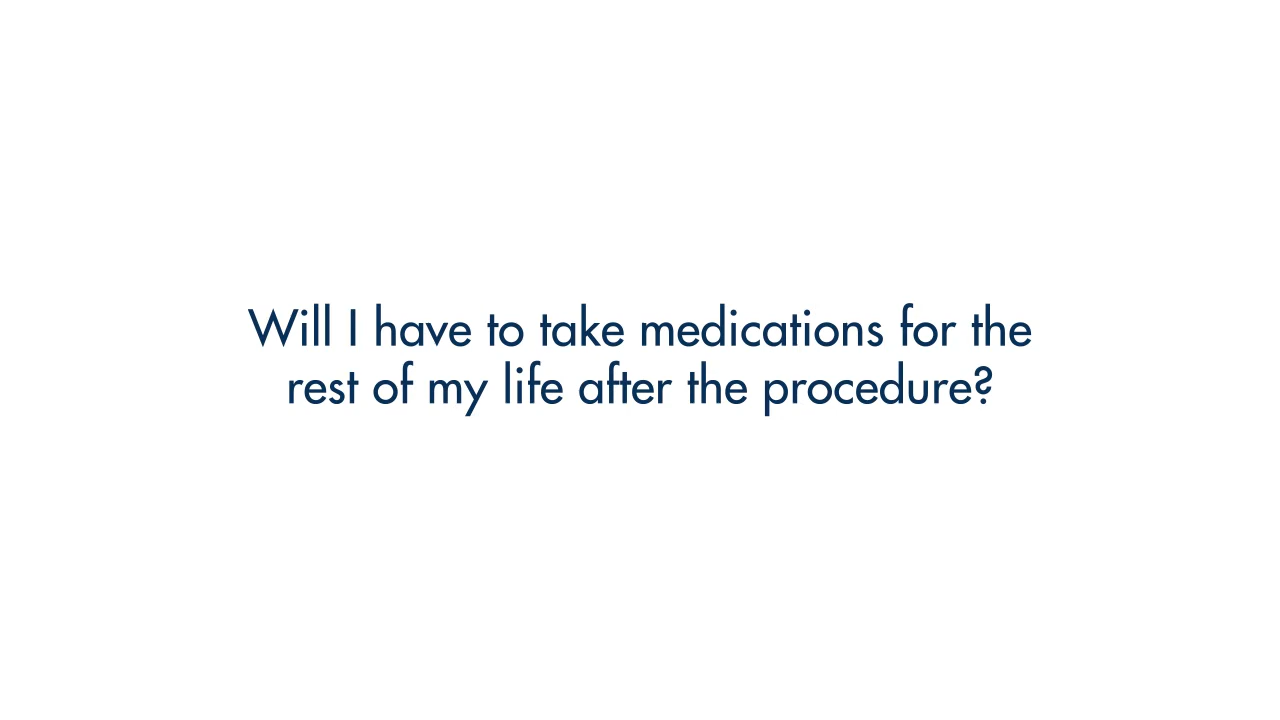 Will I have to take medications for the
rest of my life after the procedure?